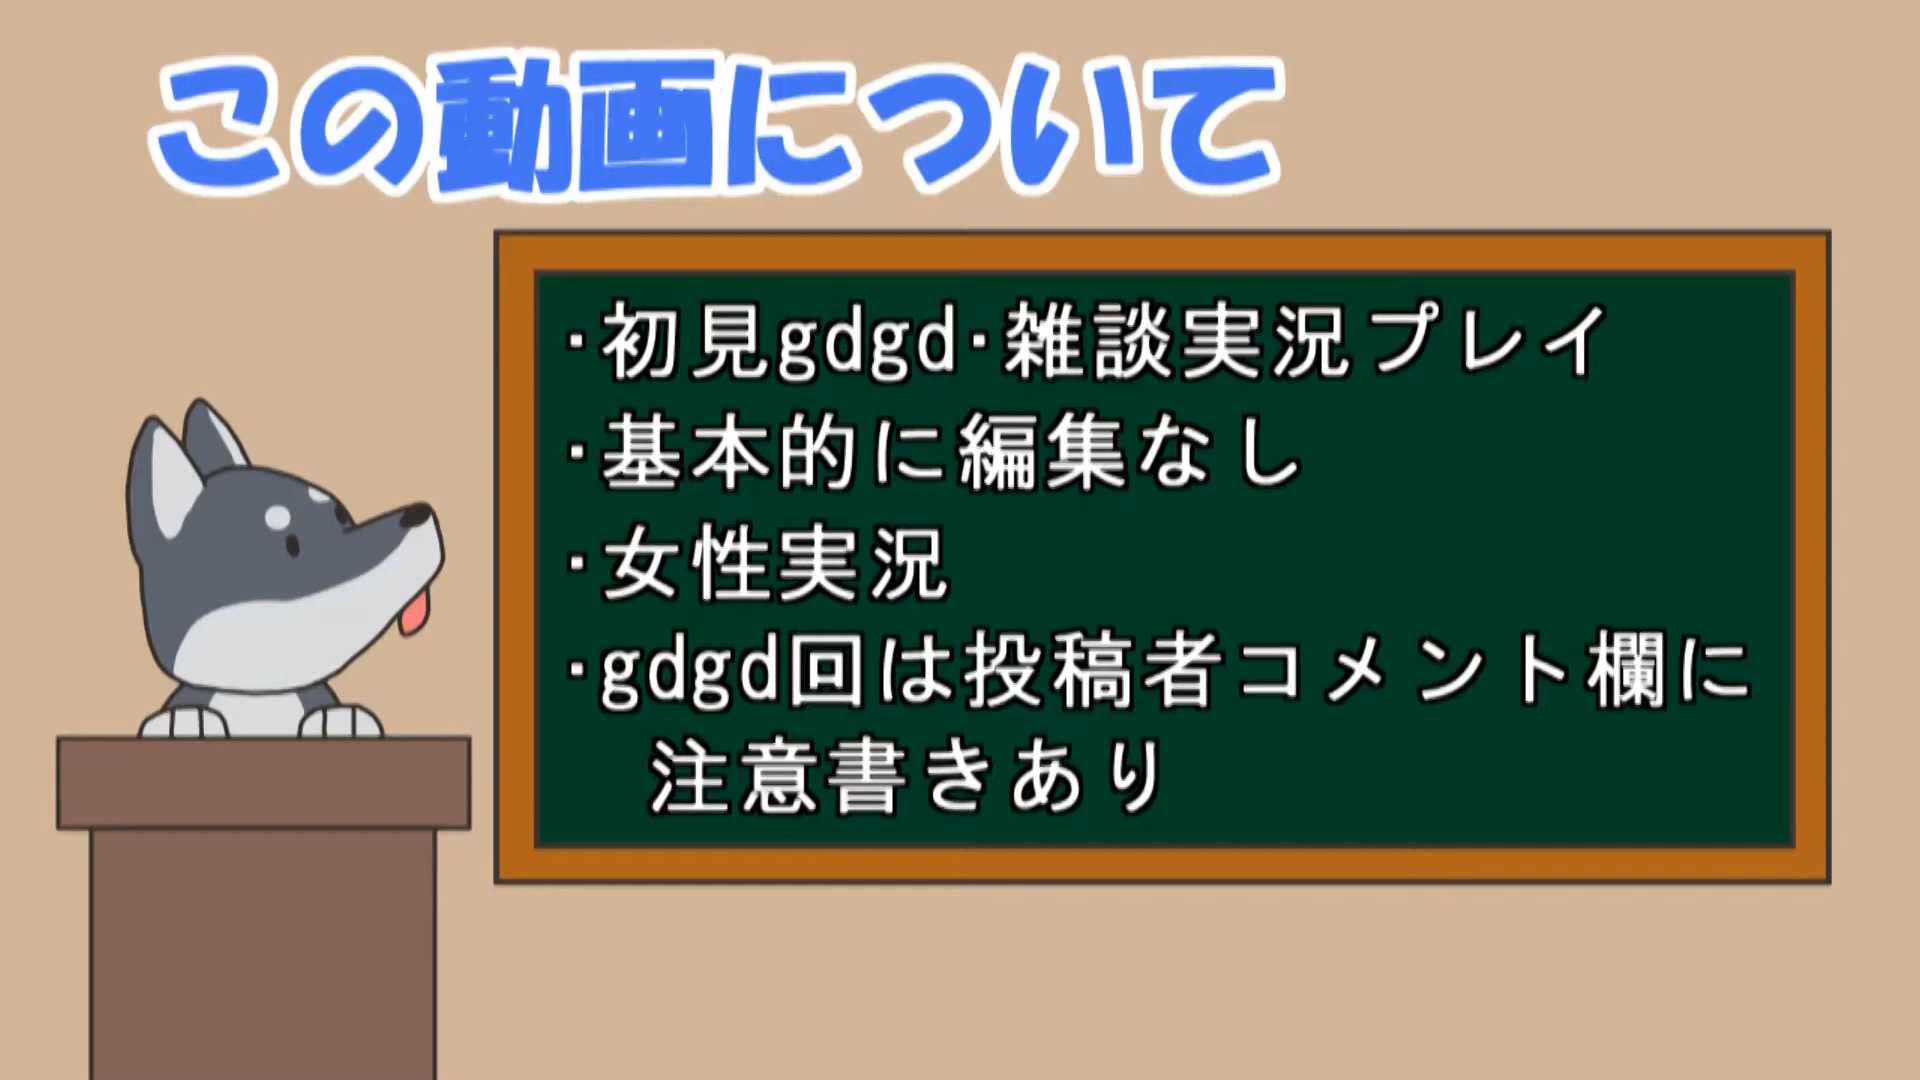 この動画について
・初見gdgd・雑談実況プレイ
・基本的に編集なし
・女性実況
・gdgd回は投稿者コメント欄に
注意書きあり